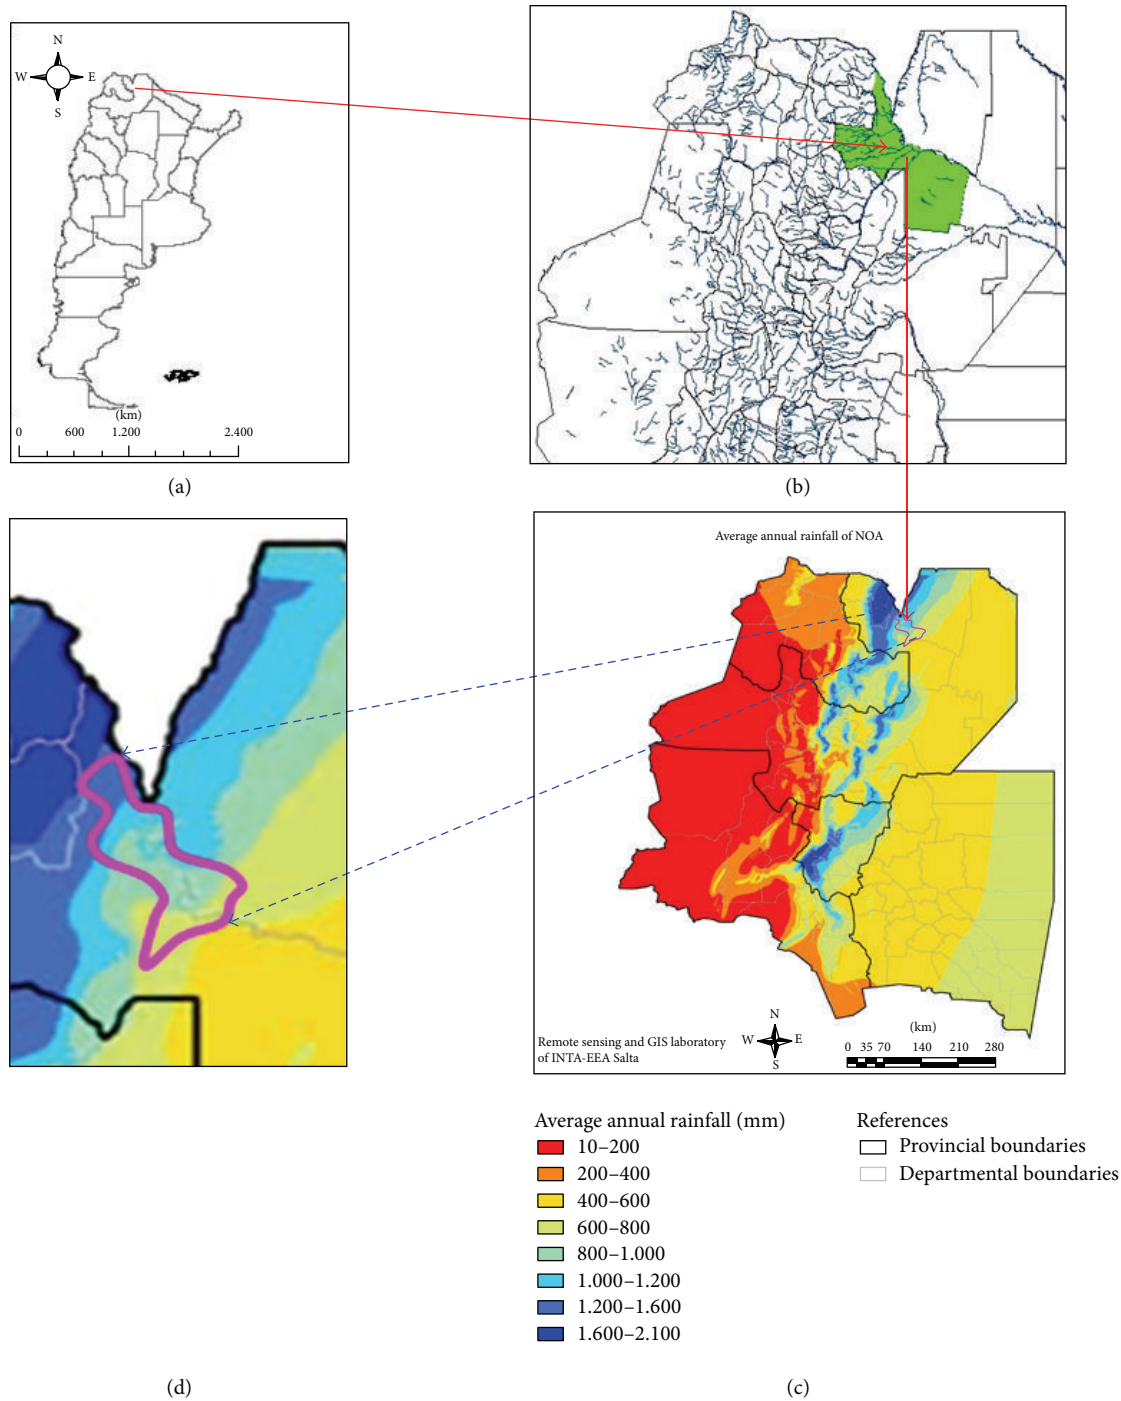 N
W E
S
(km)
0 600 1.200 2.400
(a)
(b)
Average annual rainfall of NOA
N
W E
S
Remote sensing and GIS laboratory
of INTA-EEA Salta
(km)
0 35 70 140 210 280
Average annual rainfall (mm)
10–200
200–400
400–600
600–800
800–1.000
1.000–1.200
1.200–1.600
1.600–2.100
References
Provincial boundaries
Departmental boundaries
(d)
(c)